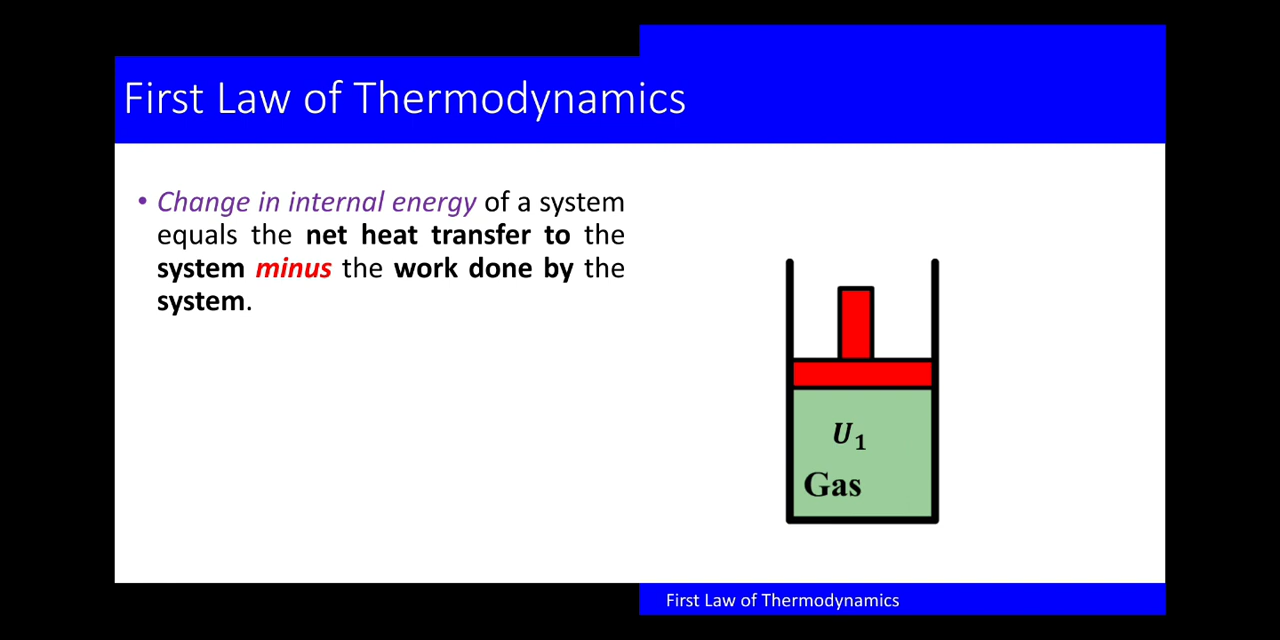 First Law of Thermodynamics
• Change in internal energy of a system
equals the net heat transfer to the
system minus the work done by the
system.
U₁
Gas
First Law of Thermodynamics